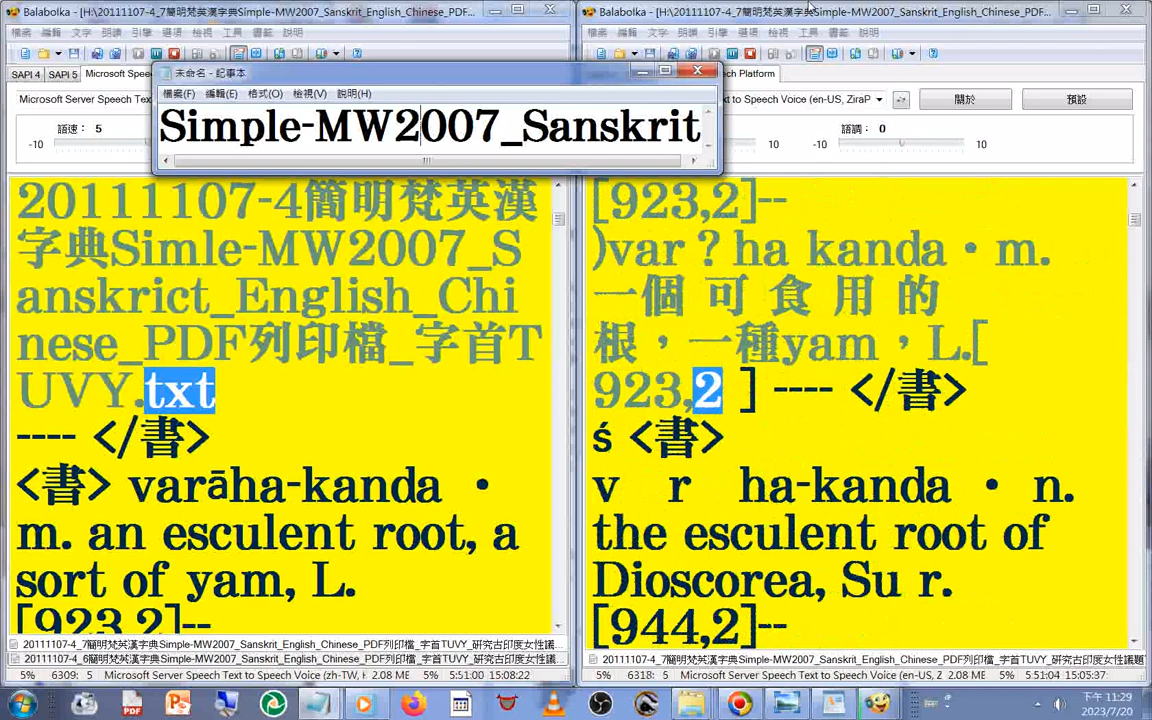 Balabolka - [H:\20111107-4_7簡明梵英漢字典Simple-MW2007_Sanskrit_English_Chinese_PDF...
檔案 編輯 文字 朗讀 引擎 選項 檢視 工具 書籤 說明
SAPI 4 SAPI 5 Microsoft Speech
Microsoft Server Speech Text
語速： 5
-10
未命名 - 記事本
檔案(F) 編輯(E) 格式(O) 檢視(V) 說明(H)
Simple-MW2007_Sanskrit
20111107-4簡明梵英漢
字典Simle-MW2007_S
anskrict_English_Chi
nese_PDF列印檔_字首T
UVY.txt
---- </書>
<書> varāha-kanda •
m. an esculent root, a
sort of yam, L.
[923,2]--
20111107-4_7簡明梵英漢字典Simple-MW2007_Sanskrit_English_Chinese_PDF列印檔_字首TUVY_研究古印度女性議...
20111107-4_6簡明梵英漢字典Simple-MW2007_Sanskrit_English_Chinese_PDF列印檔_字首TUVY_研究古印度女性議...
5% 6309: 5 Microsoft Server Speech Text to Speech Voice (zh-TW, H 2.08 MB 5% 5:51:00 15:08:22
Balabolka - [H:\20111107-4_7簡明梵英漢字典Simple-MW2007_Sanskrit_English_Chinese_PDF...
檔案 編輯 文字 朗讀 引擎 選項 檢視 工具 書籤 說明
ch Platform
t to Speech Voice (en-US, ZiraP
關於 預設
10 語調： 0
-10 10
[923,2]--
)var？ha kanda • m.
一個 可 食 用 的
根，一種yam，L.[
923,2 ] ---- </書>
ś <書>
v r ha-kanda • n.
the esculent root of
Dioscorea, Su r.
[944,2]--
20111107-4_7簡明梵英漢字典Simple-MW2007_Sanskrit_English_Chinese_PDF列印檔_字首TUVY_研究古印度女性議題
5% 6318: 5 Microsoft Server Speech Text to Speech Voice (en-US, Z 2.08 MB 5% 5:51:04 15:05:37
下午 11:29
2023/7/20